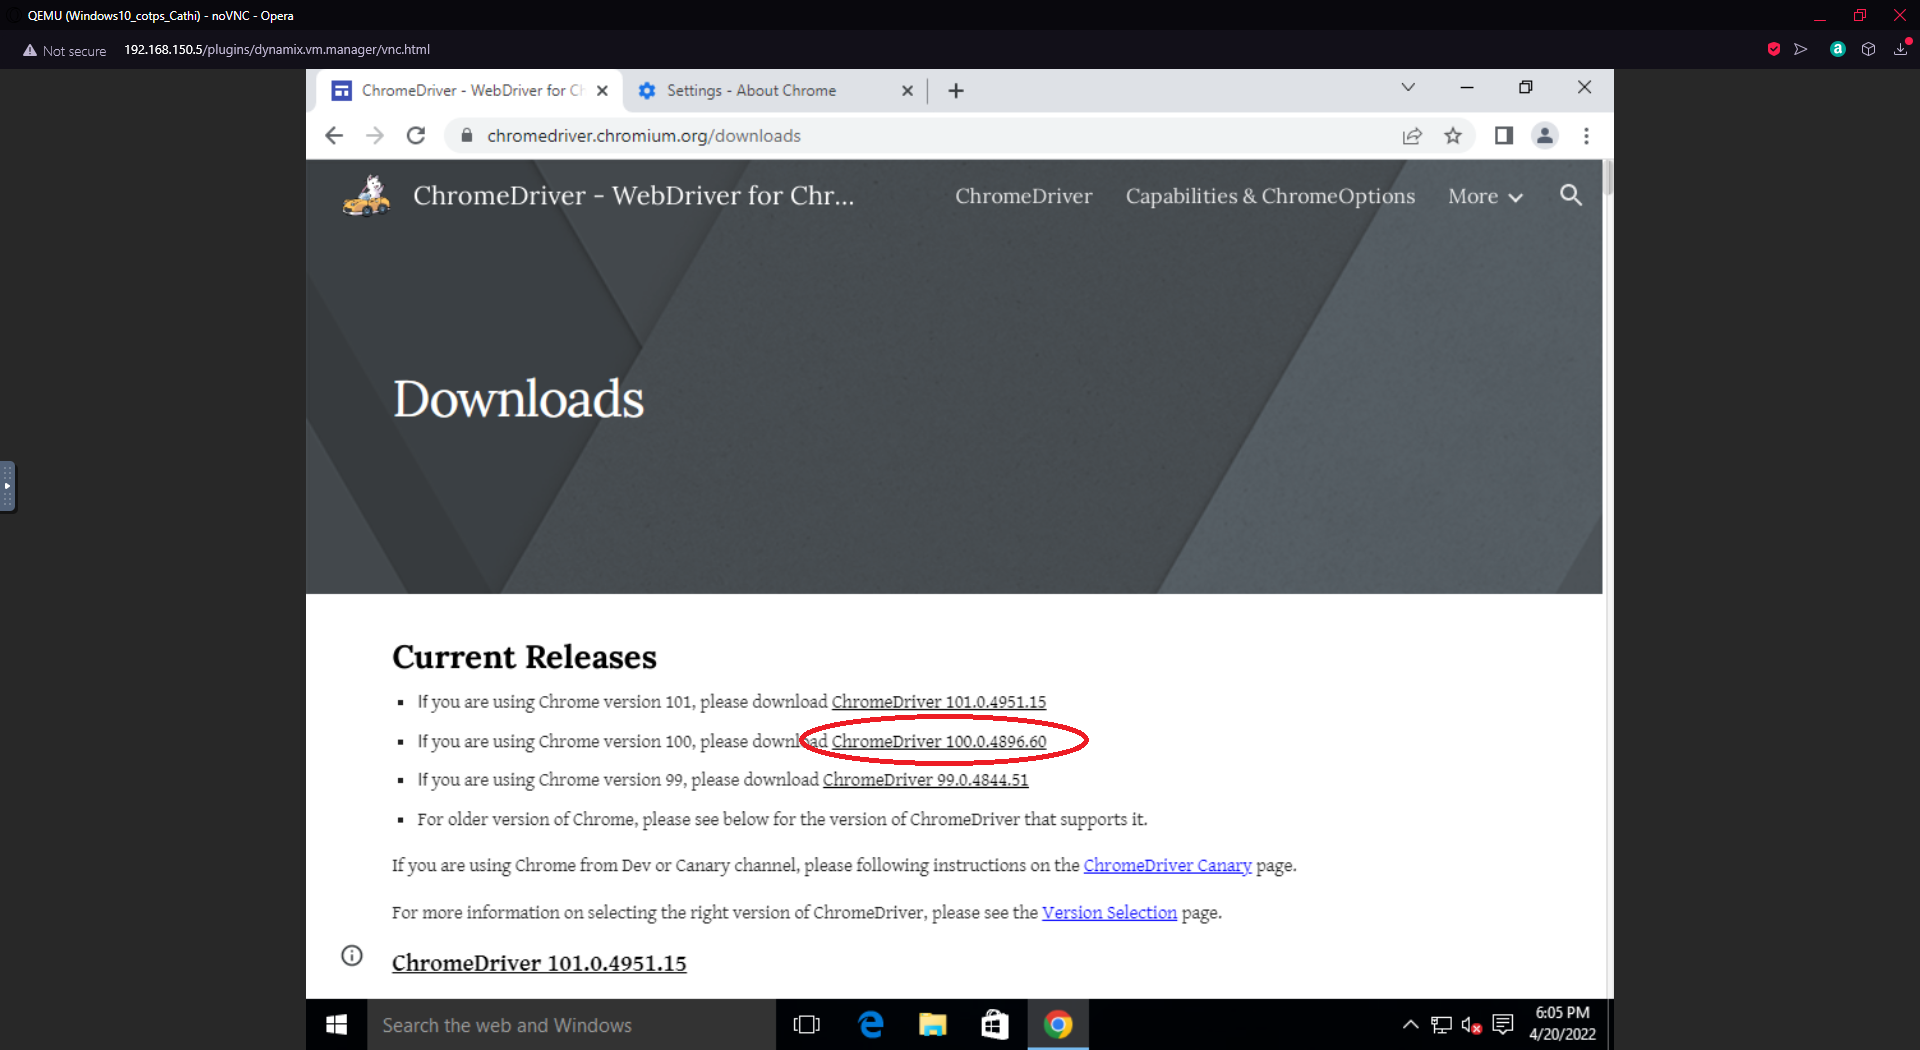 QEMU (Windows10_cotps_Cathi) - noVNC - Opera
Not secure 192.168.150.5/plugins/dynamix.vm.manager/vnc.html
ChromeDriver - WebDriver for Ch
Settings - About Chrome
chromedriver.chromium.org/downloads
ChromeDriver - WebDriver for Chr...
ChromeDriver
Capabilities & ChromeOptions
More
Downloads
Current Releases
If you are using Chrome version 101, please download ChromeDriver 101.0.4951.15
If you are using Chrome version 100, please download ChromeDriver 100.0.4896.60
If you are using Chrome version 99, please download ChromeDriver 99.0.4844.51
For older version of Chrome, please see below for the version of ChromeDriver that supports it.
If you are using Chrome from Dev or Canary channel, please following instructions on the ChromeDriver Canary page.
For more information on selecting the right version of ChromeDriver, please see the Version Selection page.
ChromeDriver 101.0.4951.15
Search the web and Windows
6:05 PM
4/20/2022